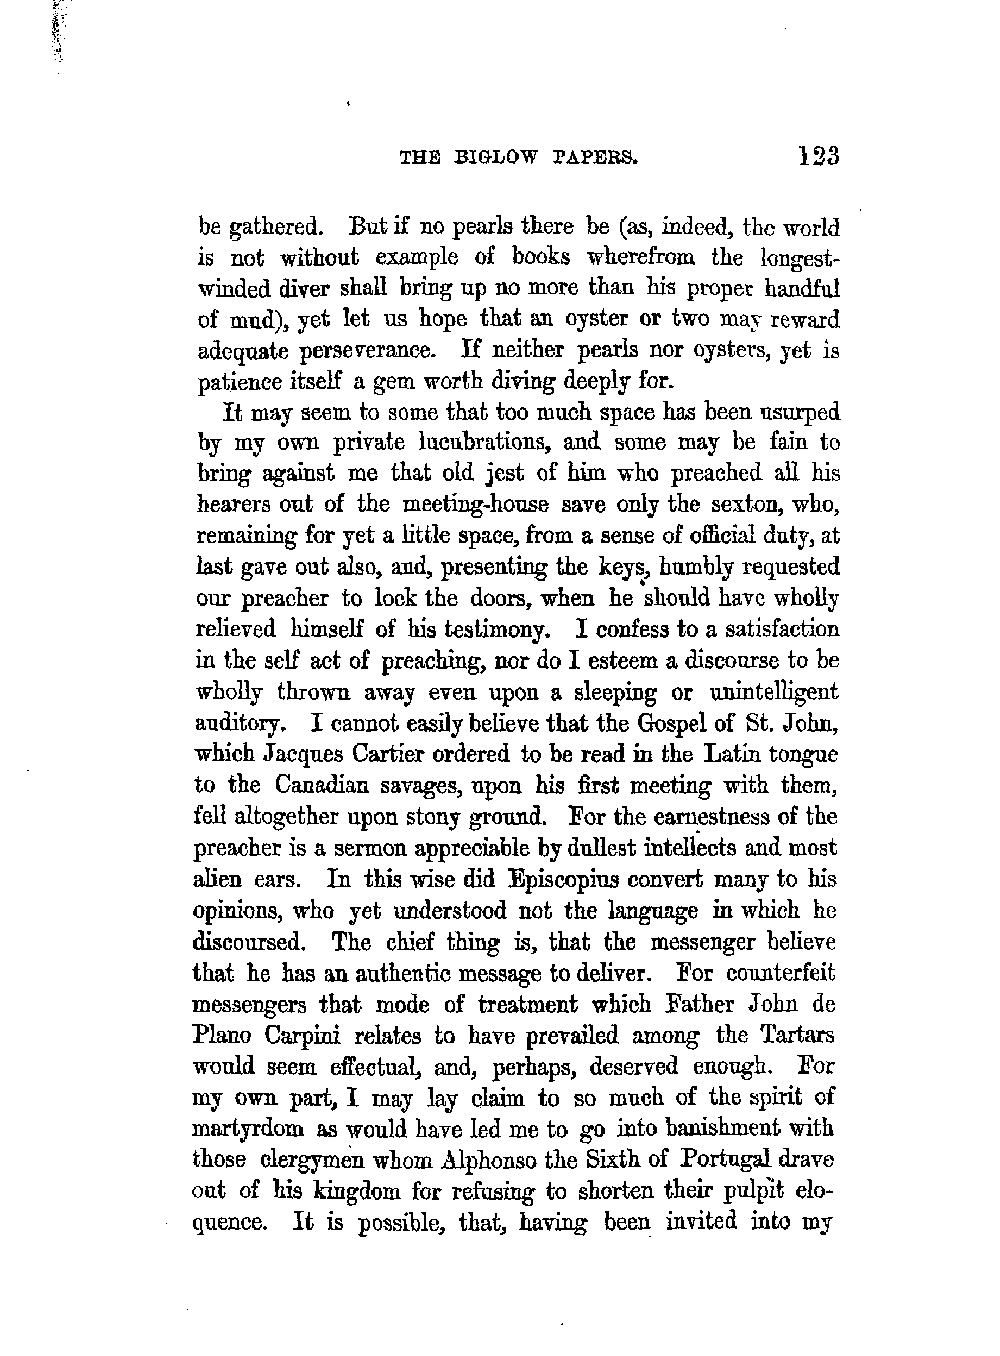 THE BIGLOW PAPERS. 123
be gathered. But if no pearls there be (as, indeed, the world
is not without example of books wherefrom the longest-
winded diver shall bring up no more than his proper handful
of mud), yet let us hope that an oyster or two may reward
adequate perseverance. If neither pearls nor oysters, yet is
patience itself a gem worth diving deeply for.
It may seem to some that too much space has been usurped
by my own private lucubrations, and some may be fain to
bring against me that old jest of him who preached all his
hearers out of the meeting-house save only the sexton, who,
remaining for yet a little space, from a sense of official duty, at
last gave out also, and, presenting the keys, humbly requested
our preacher to lock the doors, when he should have wholly
relieved himself of his testimony. I confess to a satisfaction
in the self act of preaching, nor do I esteem a discourse to be
wholly thrown away even upon a sleeping or unintelligent
auditory. I cannot easily believe that the Gospel of St. John,
which Jacques Cartier ordered to be read in the Latin tongue
to the Canadian savages, upon his first meeting with them,
fell altogether upon stony ground. For the earnestness of the
preacher is a sermon appreciable by dullest intellects and most
alien ears. In this wise did Episcopius convert many to his
opinions, who yet understood not the language in which he
discoursed. The chief thing is, that the messenger believe
that he has an authentic message to deliver. For counterfeit
messengers that mode of treatment which Father John de
Plano Carpini relates to have prevailed among the Tartars
would seem effectual, and, perhaps, deserved enough. For
my own part, I may lay claim to so much of the spirit of
martyrdom as would have led me to go into banishment with
those clergymen whom Alphonso the Sixth of Portugal drave
out of his kingdom for refusing to shorten their pulpit elo-
quence. It is possible, that, having been invited into my